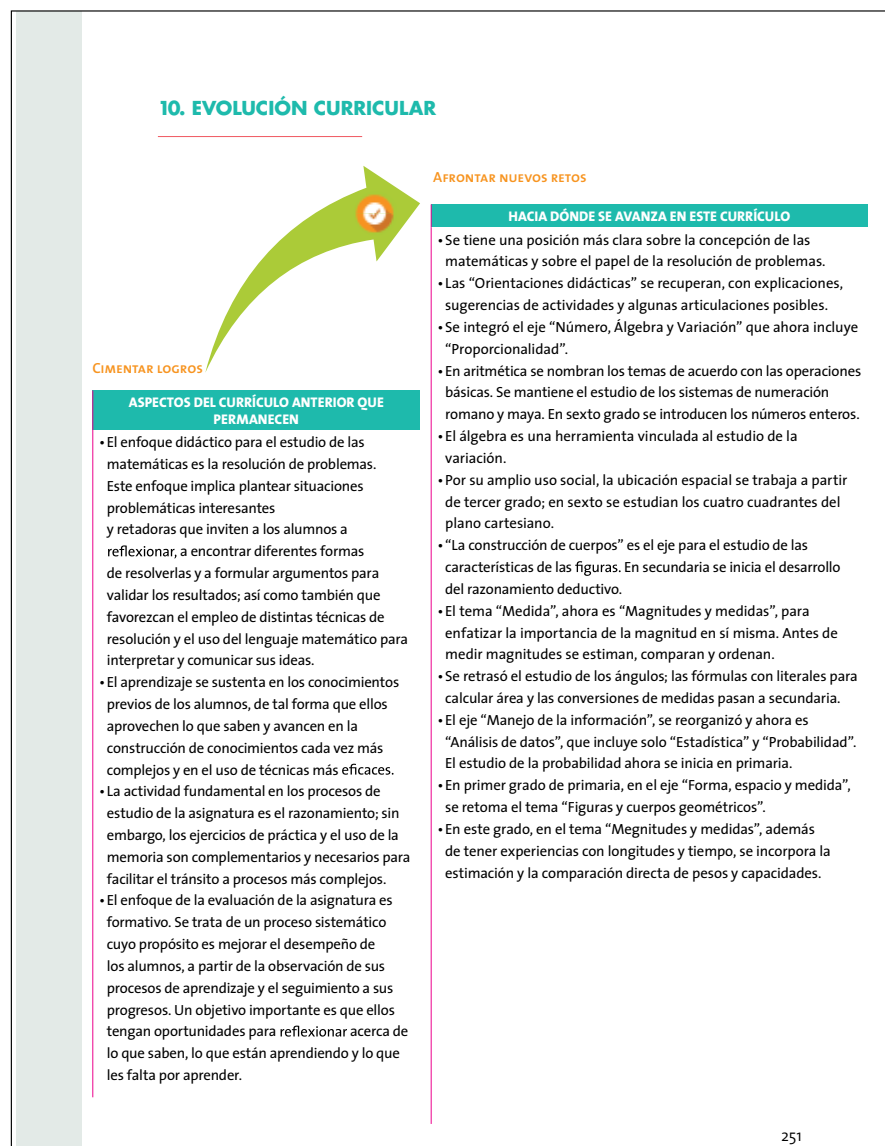 10. EVOLUCIÓN CURRICULAR
CIMENTAR LOGROS
ASPECTOS DEL CURRÍCULO ANTERIOR QUE
PERMANECEN
• El enfoque didáctico para el estudio de las
matemáticas es la resolución de problemas.
Este enfoque implica plantear situaciones
problemáticas interesantes
y retadoras que inviten a los alumnos a
reflexionar, a encontrar diferentes formas
de resolverlas y a formular argumentos para
validar los resultados; así como también que
favorezcan el empleo de distintas técnicas de
resolución y el uso del lenguaje matemático para
interpretar y comunicar sus ideas.
• El aprendizaje se sustenta en los conocimientos
previos de los alumnos, de tal forma que ellos
aprovechen lo que saben y avancen en la
construcción de conocimientos cada vez más
complejos y en el uso de técnicas más eficaces.
• La actividad fundamental en los procesos de
estudio de la asignatura es el razonamiento; sin
embargo, los ejercicios de práctica y el uso de la
memoria son complementarios y necesarios para
facilitar el tránsito a procesos más complejos.
• El enfoque de la evaluación de la asignatura es
formativo. Se trata de un proceso sistemático
cuyo propósito es mejorar el desempeño de
los alumnos, a partir de la observación de sus
procesos de aprendizaje y el seguimiento a sus
progresos. Un objetivo importante es que ellos
tengan oportunidades para reflexionar acerca de
lo que saben, lo que están aprendiendo y lo que
les falta por aprender.
AFRONTAR NUEVOS RETOS
HACIA DÓNDE SE AVANZA EN ESTE CURRÍCULO
• Se tiene una posición más clara sobre la concepción de las
matemáticas y sobre el papel de la resolución de problemas.
• Las “Orientaciones didácticas” se recuperan, con explicaciones,
sugerencias de actividades y algunas articulaciones posibles.
• Se integró el eje “Número, Álgebra y Variación” que ahora incluye
“Proporcionalidad”.
• En aritmética se nombran los temas de acuerdo con las operaciones
básicas. Se mantiene el estudio de los sistemas de numeración
romano y maya. En sexto grado se introducen los números enteros.
• El álgebra es una herramienta vinculada al estudio de la
variación.
• Por su amplio uso social, la ubicación espacial se trabaja a partir
de tercer grado; en sexto se estudian los cuatro cuadrantes del
plano cartesiano.
• “La construcción de cuerpos” es el eje para el estudio de las
características de las figuras. En secundaria se inicia el desarrollo
del razonamiento deductivo.
• El tema “Medida”, ahora es “Magnitudes y medidas”, para
enfatizar la importancia de la magnitud en sí misma. Antes de
medir magnitudes se estiman, comparan y ordenan.
• Se retrasó el estudio de los ángulos; las fórmulas con literales para
calcular área y las conversiones de medidas pasan a secundaria.
• El eje “Manejo de la información”, se reorganizó y ahora es
“Análisis de datos”, que incluye solo “Estadística” y “Probabilidad”.
El estudio de la probabilidad ahora se inicia en primaria.
• En primer grado de primaria, en el eje “Forma, espacio y medida”,
se retoma el tema “Figuras y cuerpos geométricos”.
• En este grado, en el tema “Megnitudes y medidas”, además
de tener experiencias con longitudes y tiempo, se incorpora la
estimación y la comparación directa de pesos y capacidades.
251